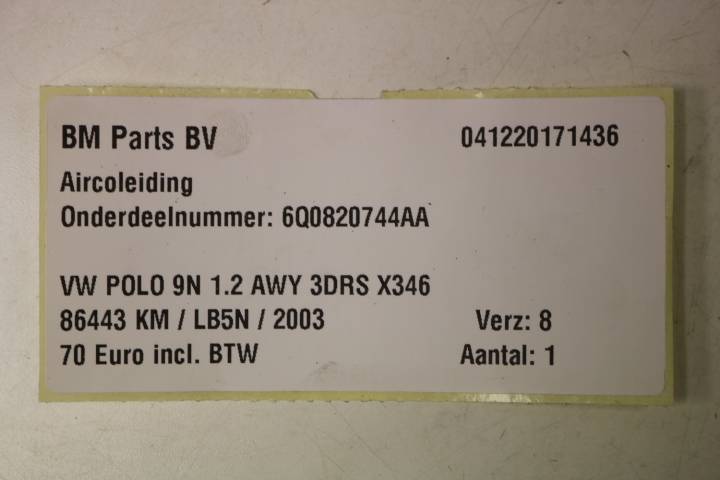 BM Parts BV 041220171436
Aircoleiding
Onderdeelnummer: 6Q0820744AA
VW POLO 9N 1.2 AWY 3DRS X346
86443 KM / LB5N / 2003 Verz: 8
70 Euro incl. BTW Aantal: 1